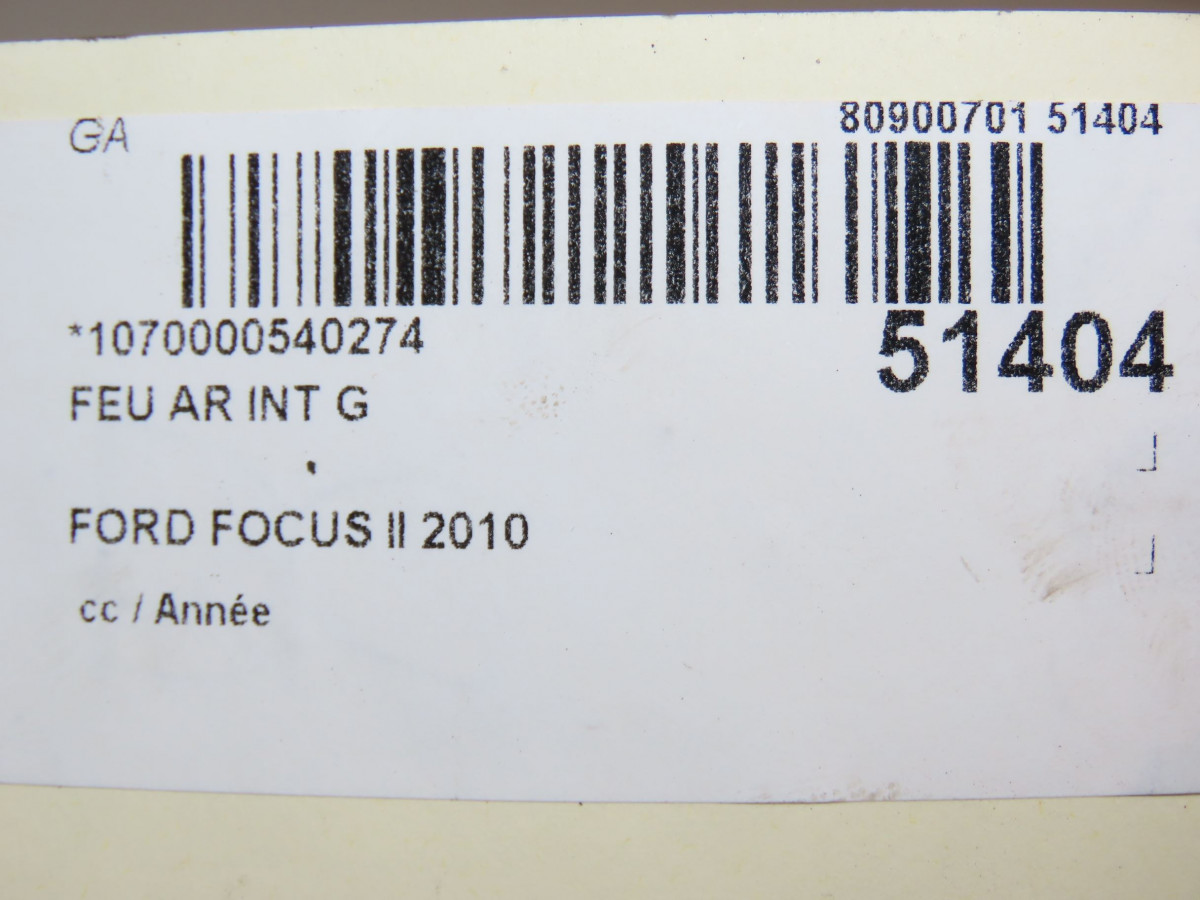 GA
80900701 51404
*1070000540274
51404
FEU AR INT G
FORD FOCUS II 2010
cc / Année